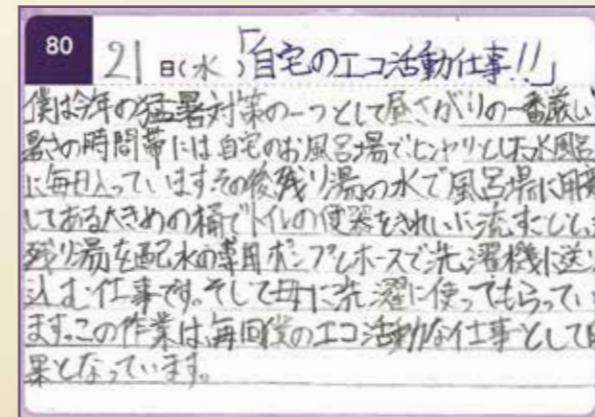 80
21日(水)「自宅のエコ活動仕事!!」
僕は今年の猛暑対策の一つとして昼さがりの一番厳しい
暑さの時間帯には自宅のお風呂場でヒンヤリとした水風呂
に毎日入っています。その後残り湯の水で風呂場に用意
してある大きめの桶でトイレの便器をきれいに流すことと、
残り湯を配水の専用ポンプとホースで洗濯機に送り
込む仕事です。そして母に洗濯に使ってもらってい
ます。この作業は毎回僕のエコ活動な仕事として日
果となっています。